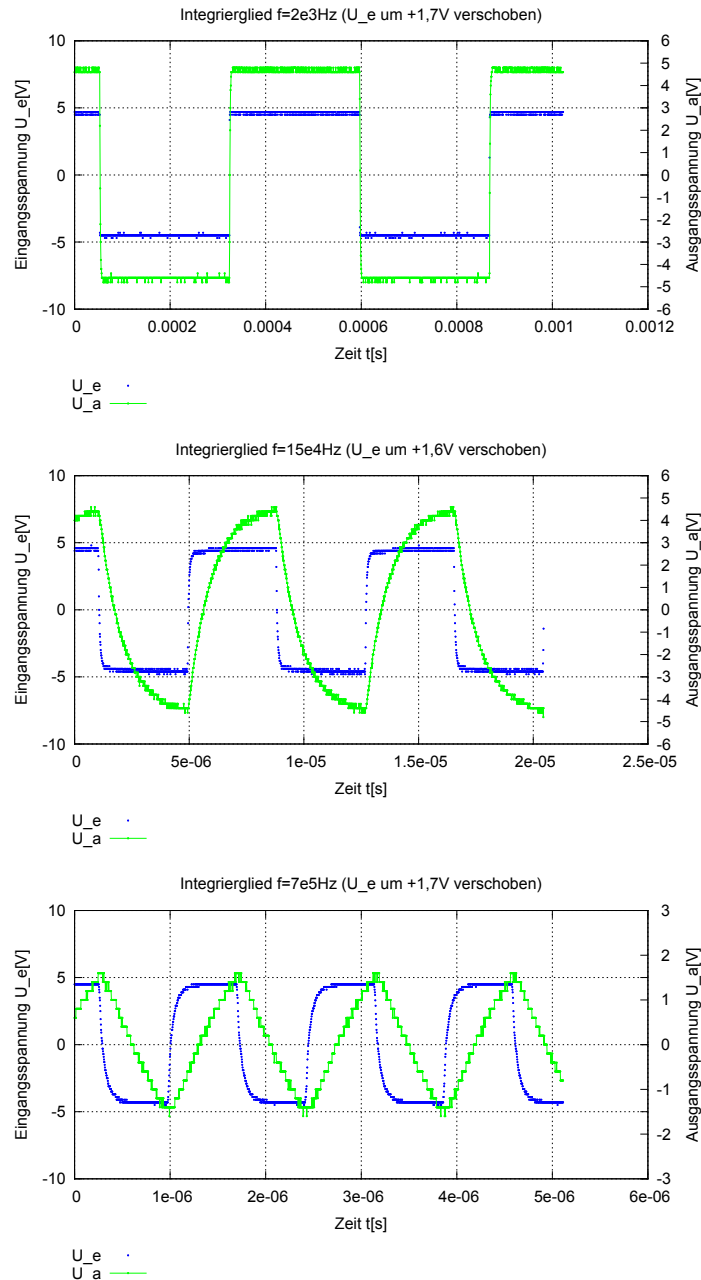 Integrierglied f=2e3Hz (U_e um +1,7V verschoben)
10
5
0
-5
-10
Eingangsspannung U_e[V]
6
5
4
3
2
1
0
-1
-2
-3
-4
-5
-6
Ausgangsspannung U_a[V]
0 0.0002 0.0004 0.0006 0.0008 0.001 0.0012
Zeit t[s]
U_e
U_a
Integrierglied f=15e4Hz (U_e um +1,6V verschoben)
10
5
0
-5
-10
Eingangsspannung U_e[V]
6
5
4
3
2
1
0
-1
-2
-3
-4
-5
-6
Ausgangsspannung U_a[V]
0 5e-06 1e-05 1.5e-05 2e-05 2.5e-05
Zeit t[s]
U_e
U_a
Integrierglied f=7e5Hz (U_e um +1,7V verschoben)
10
5
0
-5
-10
Eingangsspannung U_e[V]
3
2
1
0
-1
-2
-3
Ausgangsspannung U_a[V]
0 1e-06 2e-06 3e-06 4e-06 5e-06 6e-06
Zeit t[s]
U_e
U_a